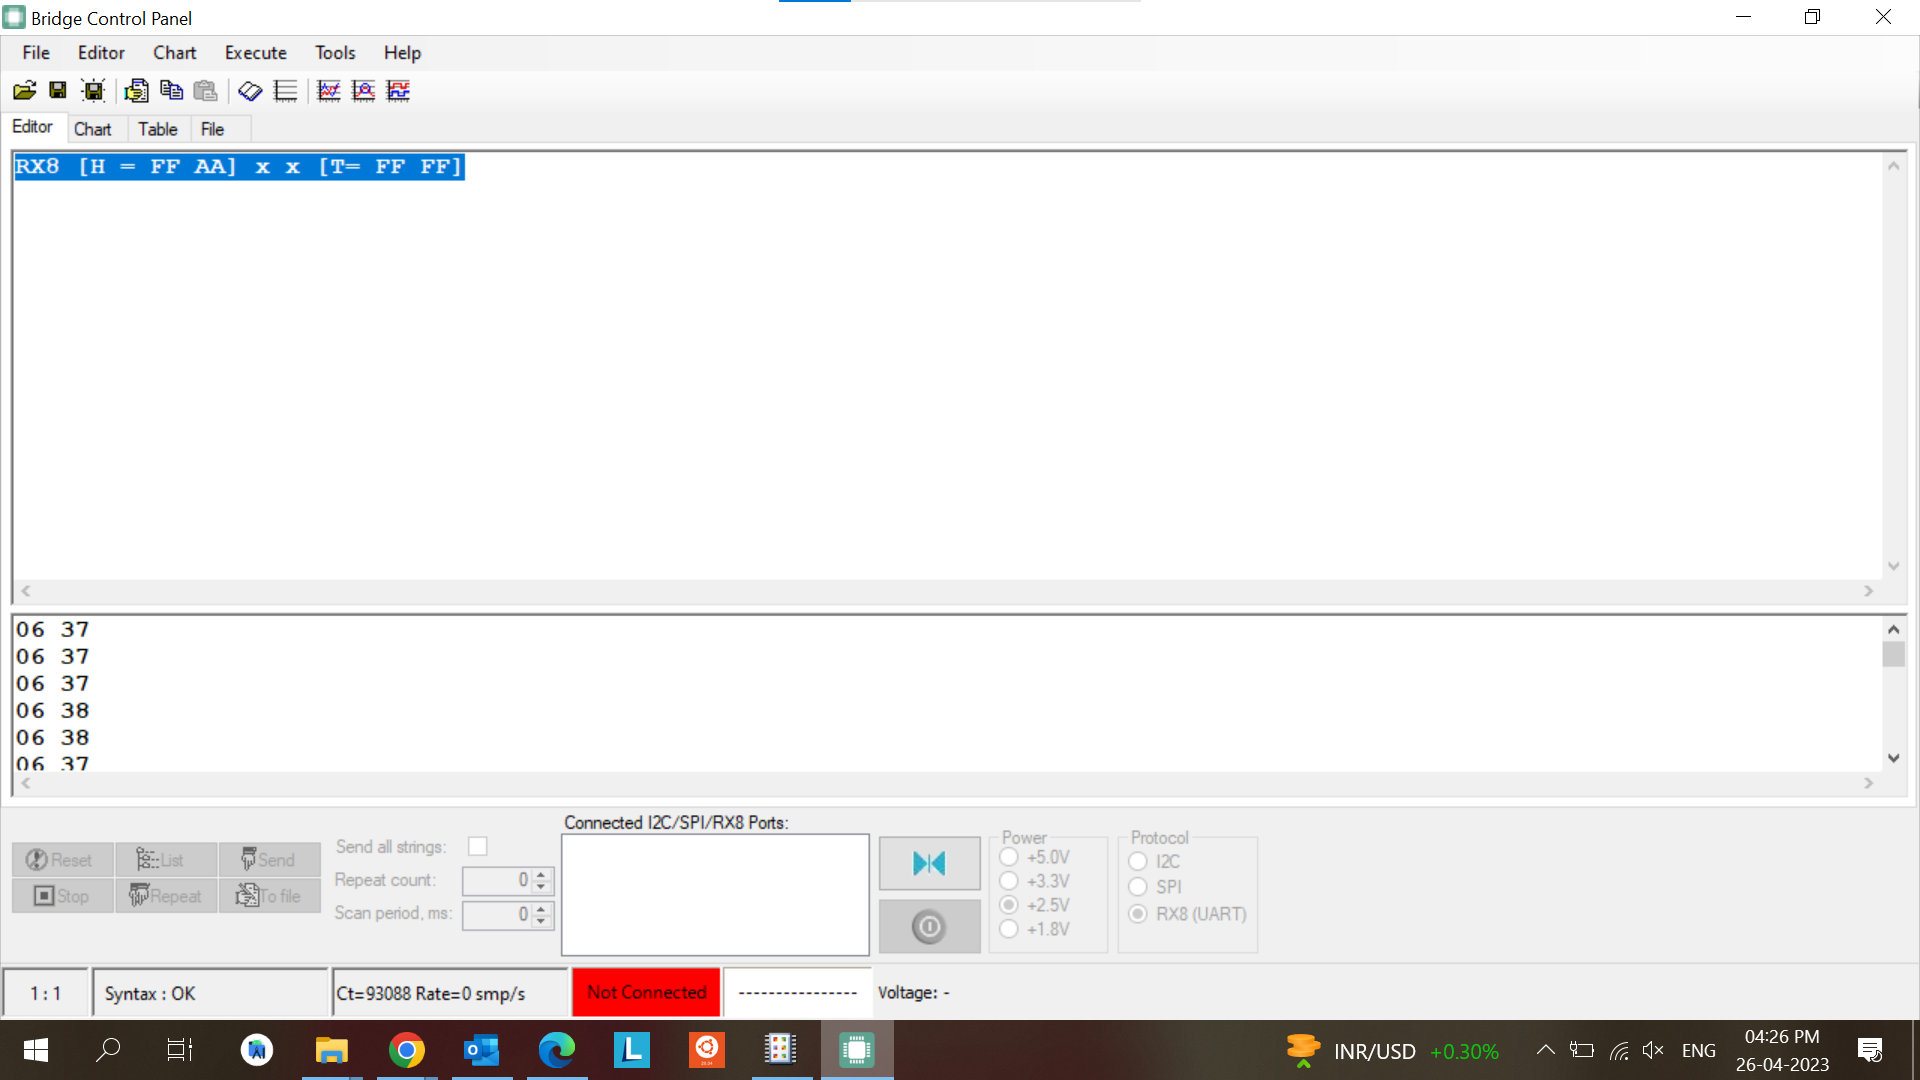 Bridge Control Panel
File Editor Chart Execute Tools Help
Editor Chart Table File
RX8 [H = FF AA] x x [T= FF FF]
06 37
06 37
06 37
06 38
06 38
06 37
Connected I2C/SPI/RX8 Ports:
Reset List Send
Stop Repeat To file
Send all strings:
Repeat count: 0
Scan period, ms: 0
Power
+5.0V
+3.3V
+2.5V
+1.8V
Protocol
I2C
SPI
RX8 (UART)
1 : 1 Syntax : OK Ct=93088 Rate=0 smp/s Not Connected ---------------- Voltage: -
INR/USD +0.30% ENG 04:26 PM
26-04-2023